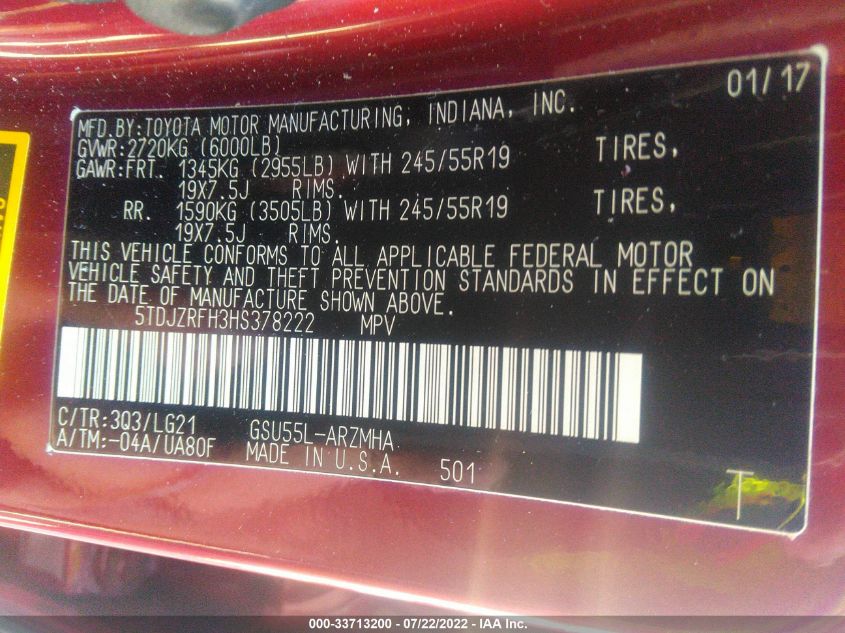 01/17
MFD.BY:TOYOTA MOTOR MANUFACTURING, INDIANA, INC.
GVWR:2720KG (6000LB)
GAWR:FRT. 1345KG (2955LB) WITH 245/55R19 TIRES,
19X7.5J RIMS.
RR. 1590KG (3505LB) WITH 245/55R19 TIRES,
19X7.5J RIMS.
THIS VEHICLE CONFORMS TO ALL APPLICABLE FEDERAL MOTOR
VEHICLE SAFETY AND THEFT PREVENTION STANDARDS IN EFFECT ON
THE DATE OF MANUFACTURE SHOWN ABOVE.
5TDJZRFH3HS378222 MPV
C/TR:3Q3/LG21 GSU55L-ARZMHA
A/TM:-04A/UA80F MADE IN U.S.A. 501
T
000-33713200 - 07/22/2022 - IAA Inc.